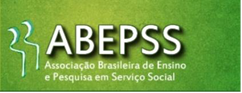 ABEPSS
Associação Brasileira de Ensino
e Pesquisa em Serviço Social